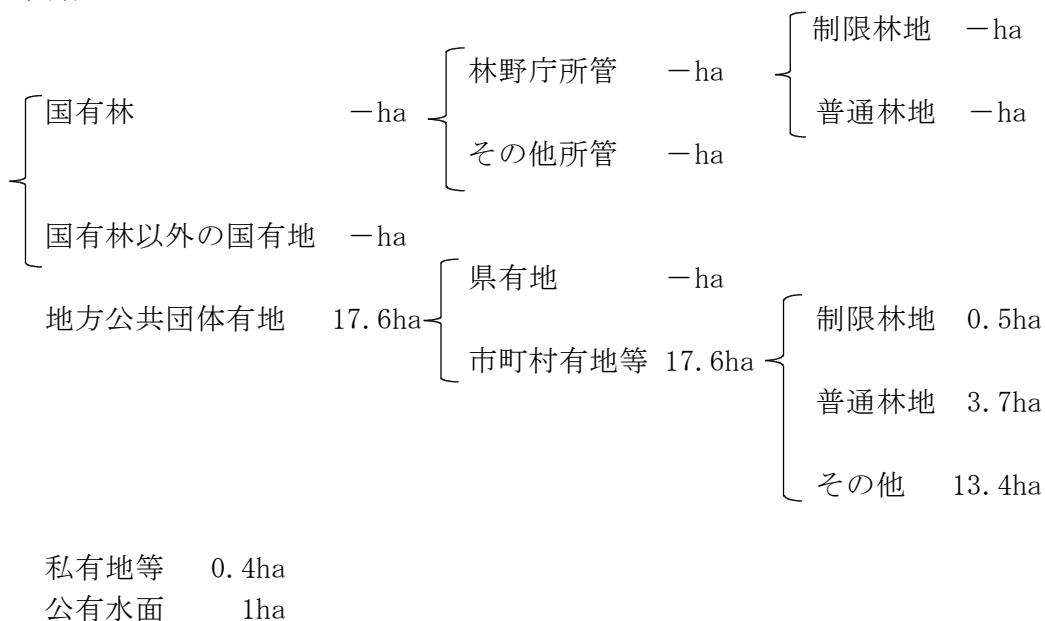 制限林地 －ha
林野庁所管 －ha
国有林 －ha
普通林地 －ha
その他所管 －ha
国有林以外の国有地 －ha
県有地 －ha
地方公共団体有地 17.6ha
制限林地 0.5ha
市町村有地等 17.6ha
普通林地 3.7ha
その他 13.4ha
私有地等 0.4ha
公有水面 1ha